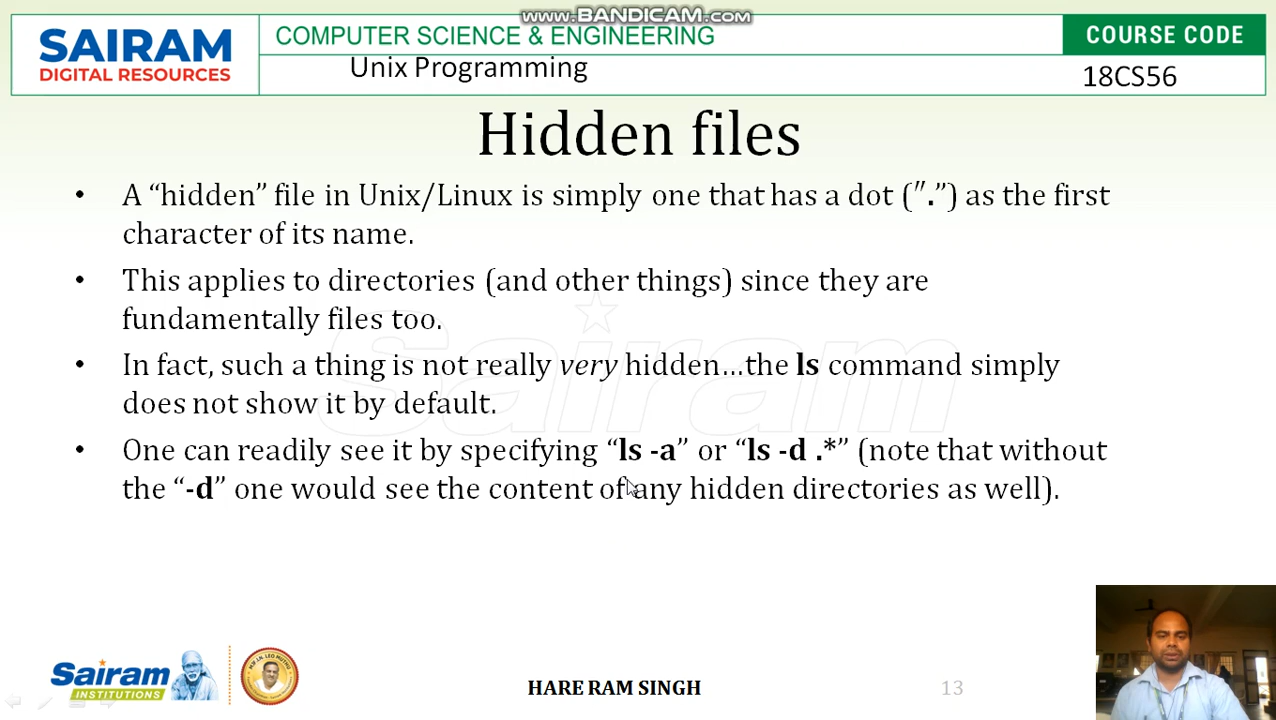 www.BANDICAM.com
SAIRAM
DIGITAL RESOURCES
COMPUTER SCIENCE & ENGINEERING
COURSE CODE
Unix Programming
18CS56
Hidden files
• A “hidden” file in Unix/Linux is simply one that has a dot (″.”) as the first
character of its name.
• This applies to directories (and other things) since they are
fundamentally files too.
• In fact, such a thing is not really very hidden…the ls command simply
does not show it by default.
• One can readily see it by specifying “ls -a” or “ls -d .*” (note that without
the “-d” one would see the content of any hidden directories as well).
Sairam
Sairam
INSTITUTIONS
MJF. LN. LEO MUTHU
HARE RAM SINGH
13